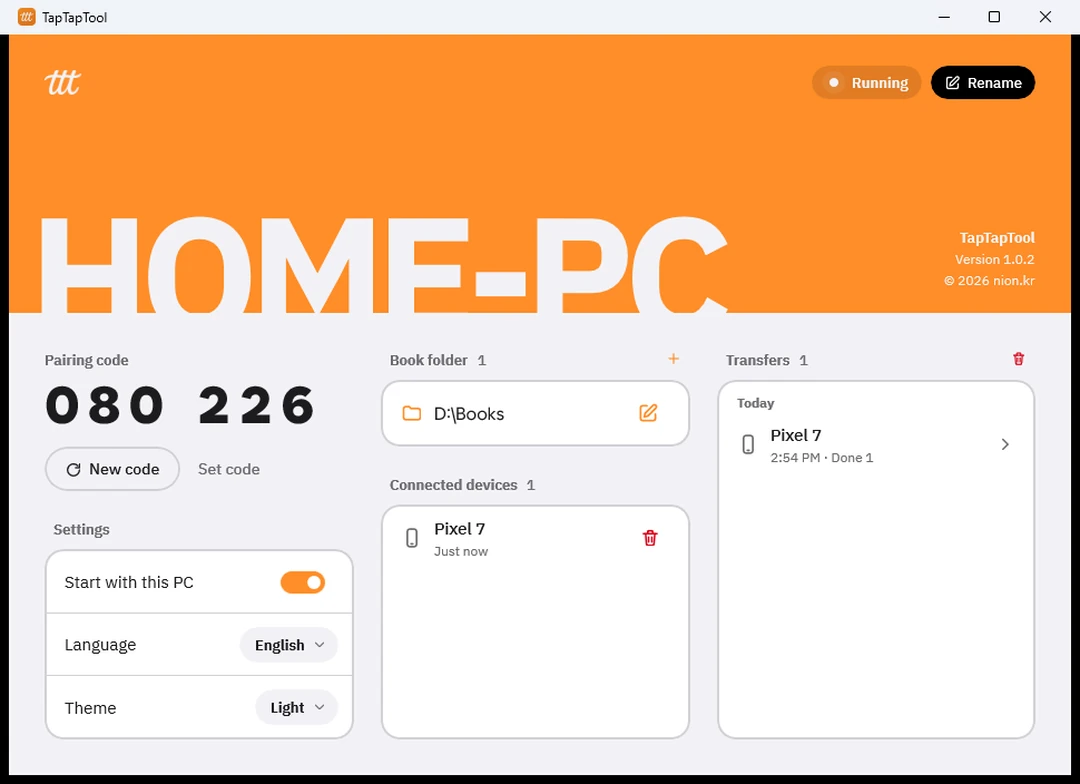 ttt TapTapTool
ttt
Running
Rename
HOME-PC
TapTapTool
Version 1.0.2
© 2026 nion.kr
Pairing code
080 226
New code
Set code
Settings
Start with this PC
Language
English
Theme
Light
Book folder 1
D:\Books
Connected devices 1
Pixel 7
Just now
Transfers 1
Today
Pixel 7
2:54 PM · Done 1